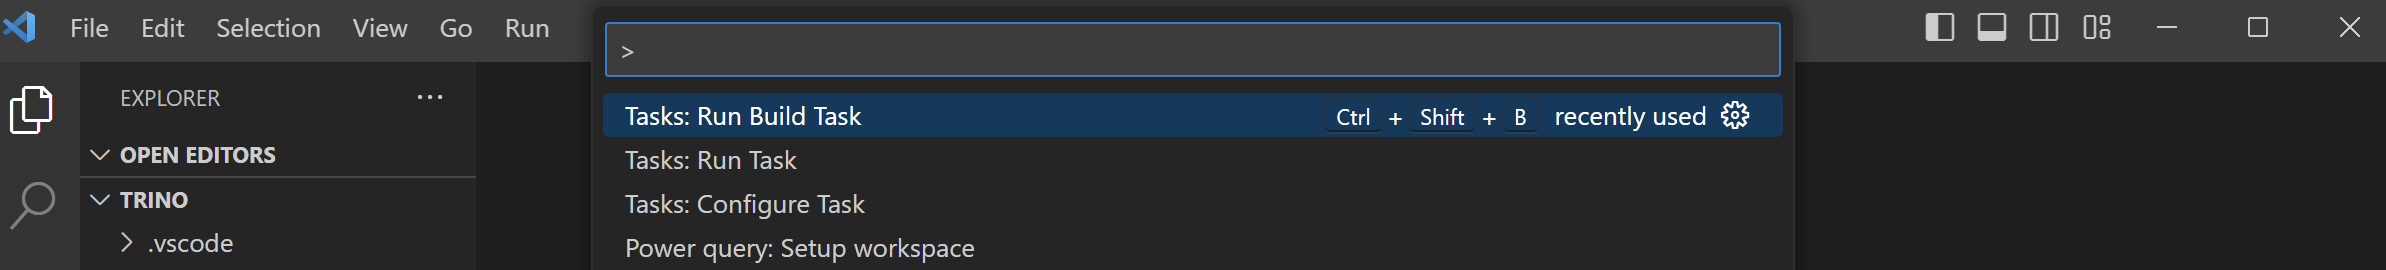 File Edit Selection View Go Run
>
EXPLORER ···
Tasks: Run Build Task Ctrl + Shift + B recently used
OPEN EDITORS
Tasks: Run Task
TRINO
Tasks: Configure Task
.vscode
Power query: Setup workspace